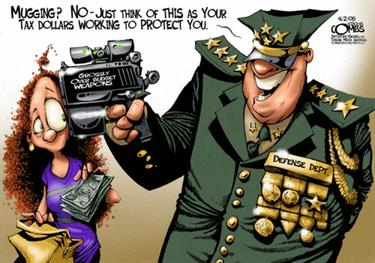 MUGGING? NO-JUST THINK OF THIS AS YOUR
TAX DOLLARS WORKING TO PROTECT YOU.
4/2/08
COMBS
GROSSLY
OVER BUDGET
WEAPONS
DEFENSE DEPT.